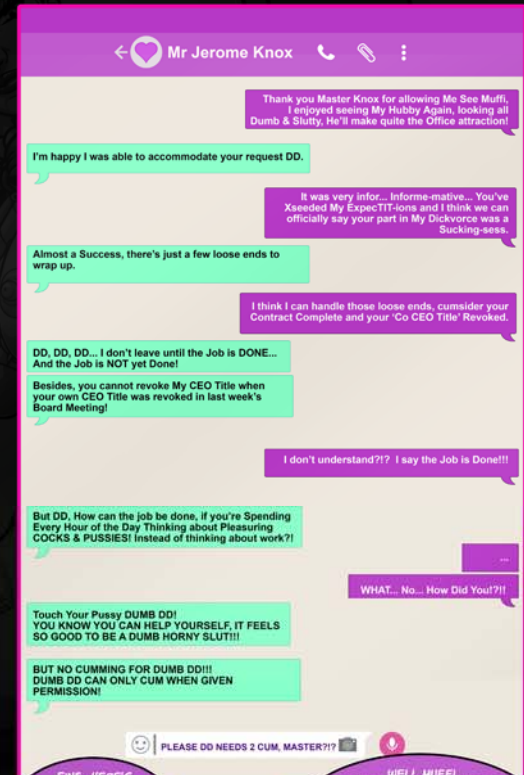 Mr Jerome Knox
Thank you Master Knox for allowing Me See Muffi,
I enjoyed seeing My Hubby Again, looking all
Dumb & Slutty, He'll make quite the Office attraction!
I'm happy I was able to accommodate your request DD.
It was very infor... Informe-mative... You've
Xseeded My ExpecTIT-ions and I think we can
officially say your part in My Dickvorce was a
Sucking-sess.
Almost a Success, there's just a few loose ends to
wrap up.
I think I can handle those loose ends, cumsider your
Contract Complete and your 'Co CEO Title' Revoked.
DD, DD, DD... I don't leave until the Job is DONE...
And the Job is NOT yet Done!
Besides, you cannot revoke My CEO Title when
your own CEO Title was revoked in last week's
Board Meeting!
I don't understand?!? I say the Job is Done!!!
But DD, How can the job be done, if you're Spending
Every Hour of the Day Thinking about Pleasuring
COCKS & PUSSIES! Instead of thinking about work?!
...
WHAT... No... How Did You!?!!
Touch Your Pussy DUMB DD!
YOU KNOW YOU CAN HELP YOURSELF, IT FEELS
SO GOOD TO BE A DUMB HORNY SLUT!!!
BUT NO CUMMING FOR DUMB DD!!!
DUMB DD CAN ONLY CUM WHEN GIVEN
PERMISSION!
PLEASE DD NEEDS 2 CUM, MASTER?!?